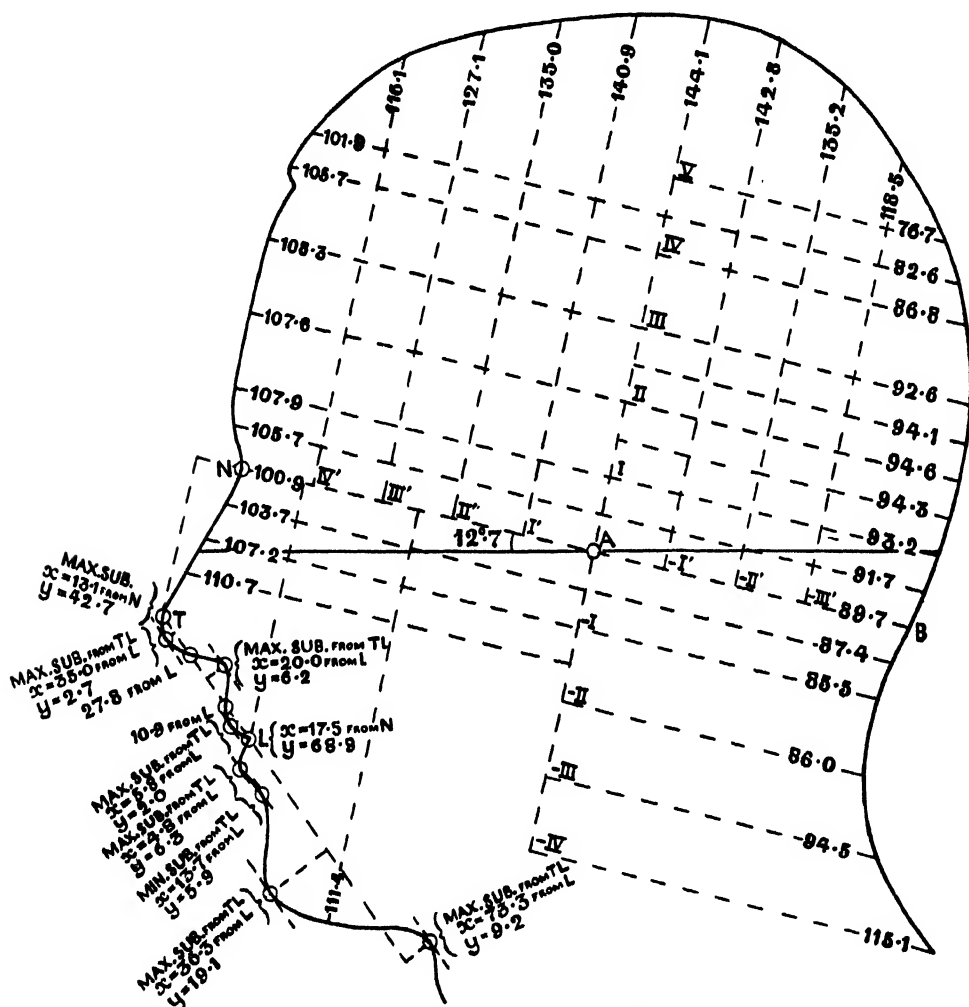 116·1
127·1
135·0
140·9
144·1
142·8
135·2
118·5
101·9
105·7
108·3
107·6
107·9
105·7
100·9
103·7
107·2
110·7
V
IV
III
II
I
76·7
82·6
86·8
92·6
94·1
94·6
94·3
93·2
91·7
89·7
87·4
85·5
86·0
94·5
115·1
N
IV'
III'
II'
I'
12°·7
A
-I'
-II'
-III'
B
-I
-II
-III
-IV
T
MAX. SUB.
x=13·1 FROM N
y=42·7
MAX. SUB. FROM TL
x=35·0 FROM L
y=2·7
27·8 FROM L
MAX. SUB. FROM TL
x=20·0 FROM L
y=6·2
10·9 FROM L
L
x=17·5 FROM N
y=68·9
MAX. SUB. FROM TL
x=5·8 FROM L
y=2·0
MAX. SUB. FROM TL
x=4·8 FROM L
y=6·3
MIN. SUB. FROM TL
x=13·7 FROM L
y=5·9
MAX. SUB. FROM TL
x=36·3 FROM L
y=19·1
111·4
MAX. SUB. FROM TL
x=73·3 FROM L
y=9·2